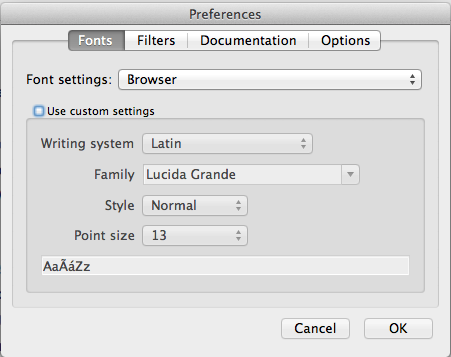 Preferences
Fonts Filters Documentation Options
Font settings: Browser
Use custom settings
Writing system Latin
Family Lucida Grande
Style Normal
Point size 13
AaÃáZz
Cancel OK